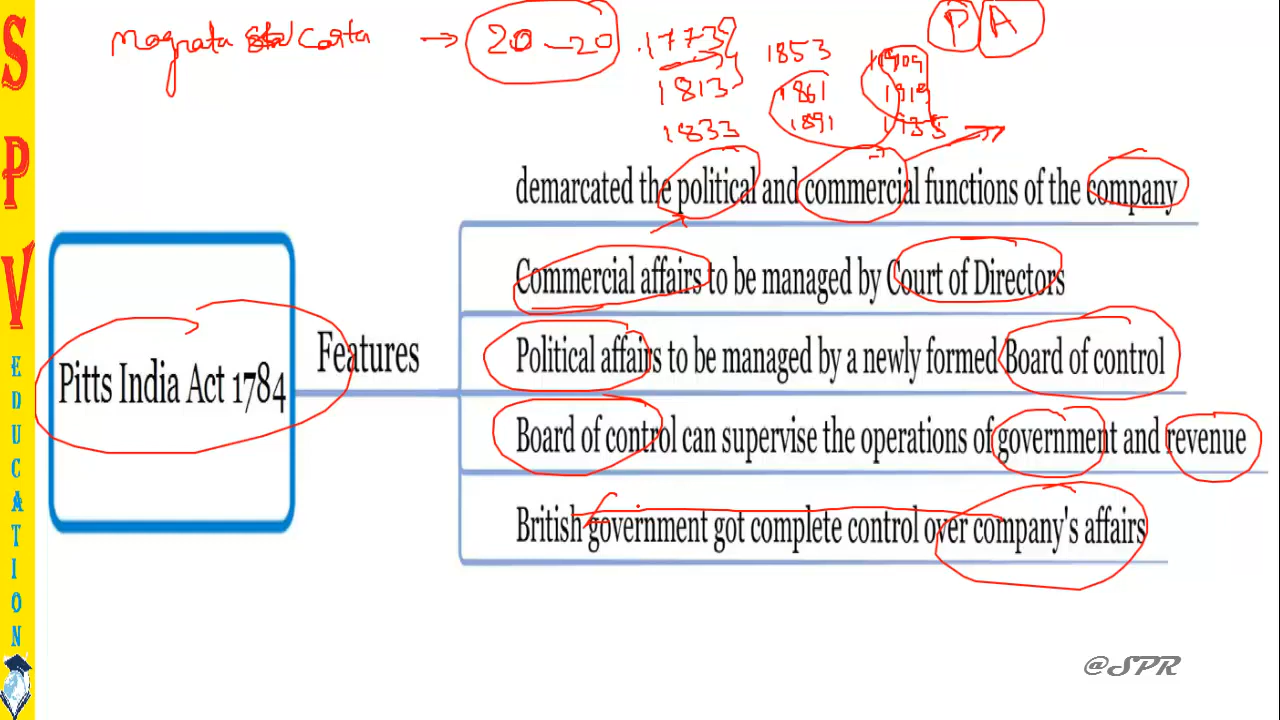 Magrata Carta → 20-20 1773 1853 1909 P A
1813 1861 1919
1833 1891 1935
demarcated the political and commercial functions of the company
Commercial affairs to be managed by Court of Directors
Pitts India Act 1784
Features
Political affairs to be managed by a newly formed Board of control
Board of control can supervise the operations of government and revenue
British government got complete control over company's affairs
SPV
EDUCATION
@SPR